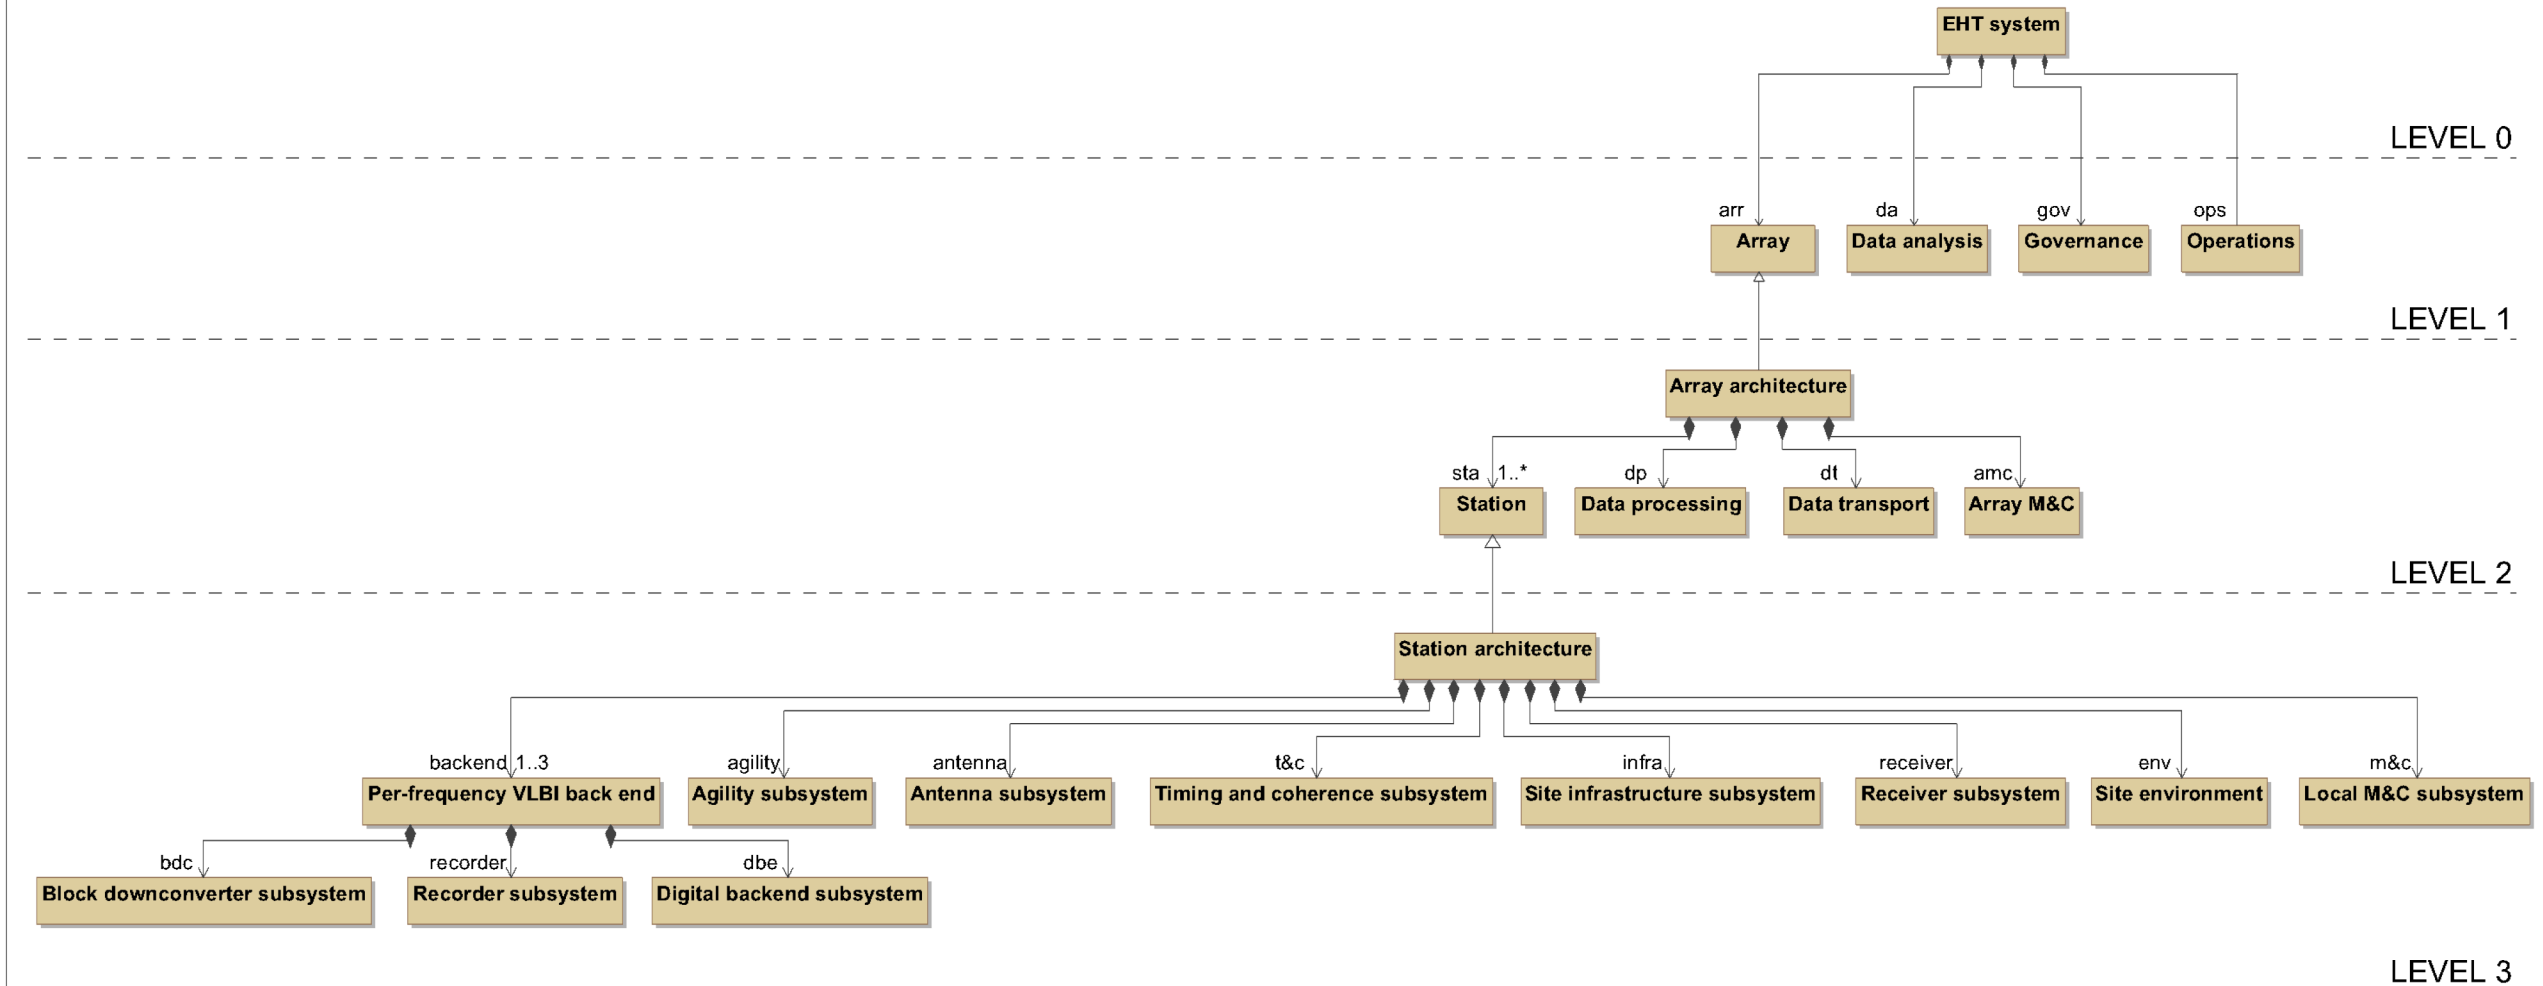 EHT system
LEVEL 0
arr
da
gov
ops
Array
Data analysis
Governance
Operations
LEVEL 1
Array architecture
sta 1..*
dp
dt
amc
Station
Data processing
Data transport
Array M&C
LEVEL 2
Station architecture
backend 1..3
agility
antenna
t&c
infra
receiver
env
m&c
Per-frequency VLBI back end
Agility subsystem
Antenna subsystem
Timing and coherence subsystem
Site infrastructure subsystem
Receiver subsystem
Site environment
Local M&C subsystem
bdc
recorder
dbe
Block downconverter subsystem
Recorder subsystem
Digital backend subsystem
LEVEL 3